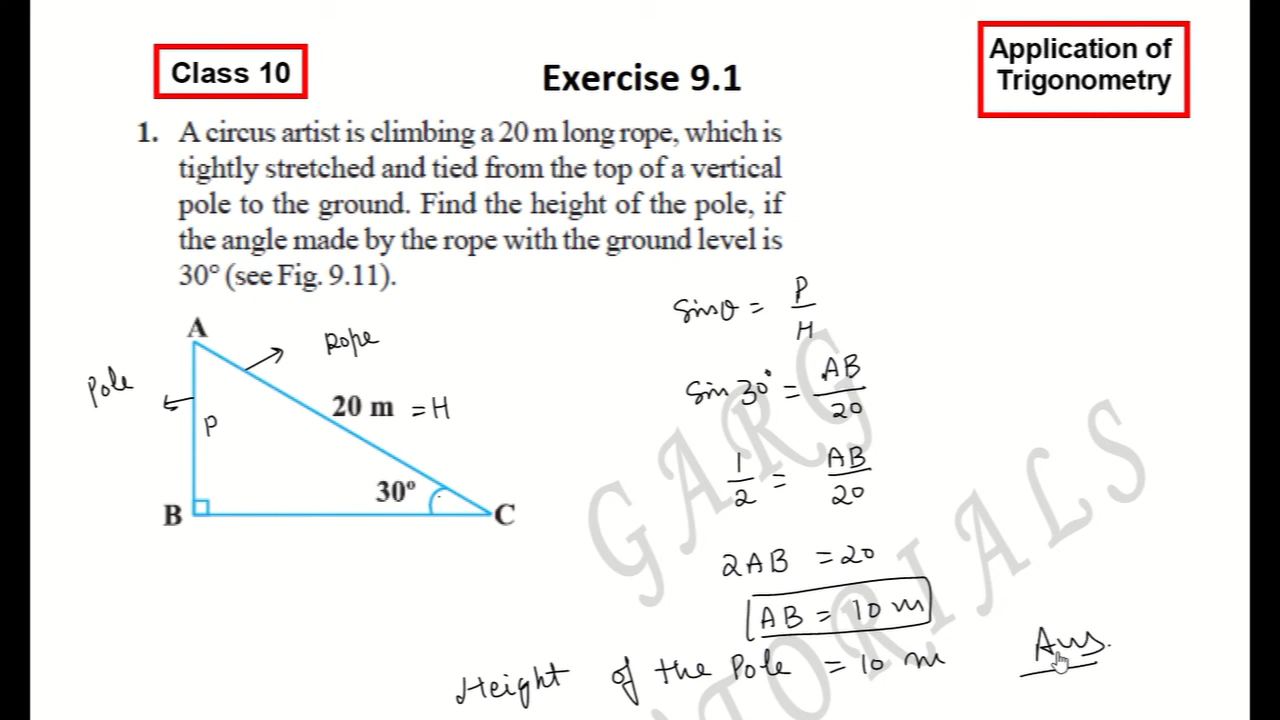 Class 10
Exercise 9.1
Application of
Trigonometry
1. A circus artist is climbing a 20 m long rope, which is
tightly stretched and tied from the top of a vertical
pole to the ground. Find the height of the pole, if
the angle made by the rope with the ground level is
30° (see Fig. 9.11).
A
Rope
Pole
P
20 m = H
30°
B
C
Sinθ = P/H
Sin 30° = AB/20
1/2 = AB/20
2AB = 20
AB = 10 m
Height of the Pole = 10 m
Ans.
GARG
TUTORIALS